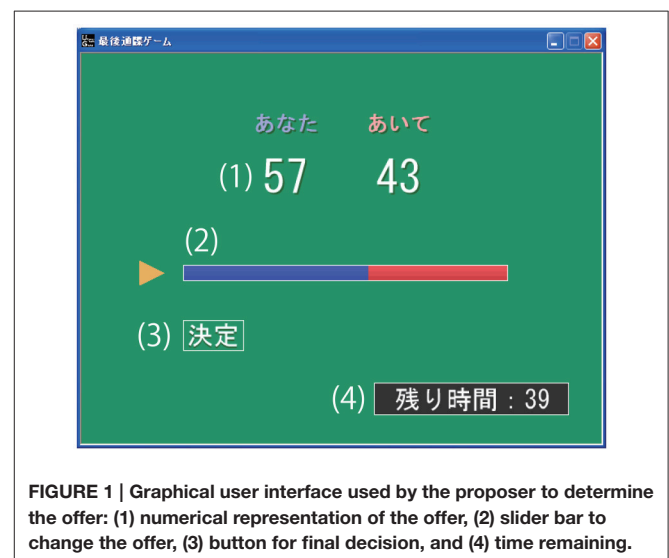 最後通牒ゲーム
あなた あいて
(1) 57 43
(2)
(3) 決定
(4) 残り時間：39
FIGURE 1 | Graphical user interface used by the proposer to determine
the offer: (1) numerical representation of the offer, (2) slider bar to
change the offer, (3) button for final decision, and (4) time remaining.